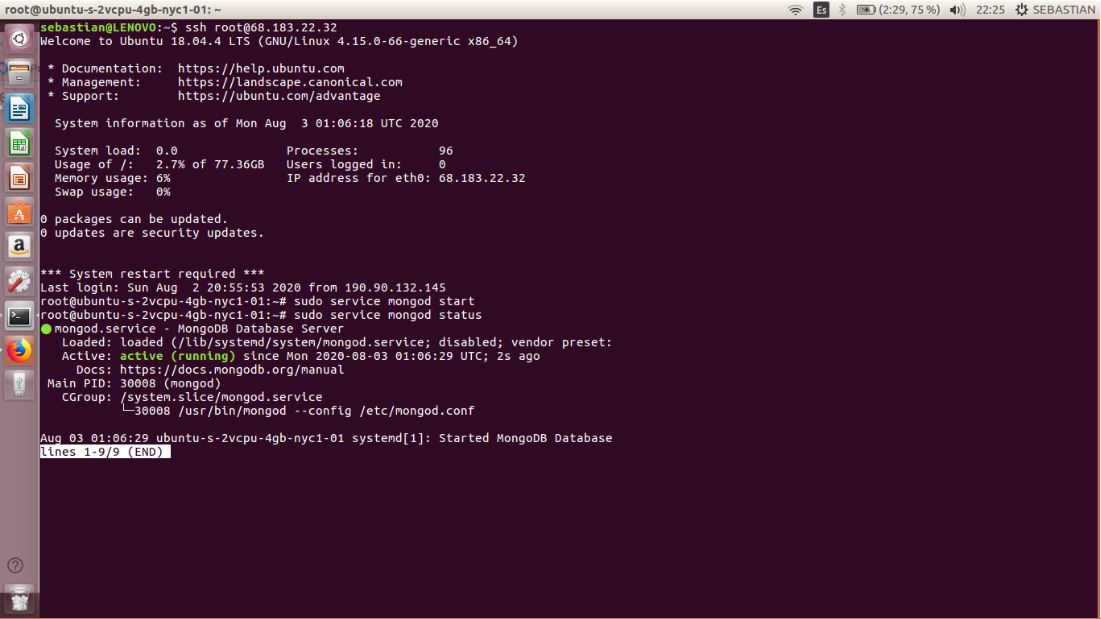 root@ubuntu-s-2vcpu-4gb-nyc1-01: ~
Es (2:29, 75 %) 22:25 SEBASTIAN
sebastian@LENOVO:~$ ssh root@68.183.22.32
Welcome to Ubuntu 18.04.4 LTS (GNU/Linux 4.15.0-66-generic x86_64)
* Documentation:  https://help.ubuntu.com
* Management:     https://landscape.canonical.com
* Support:        https://ubuntu.com/advantage
System information as of Mon Aug  3 01:06:18 UTC 2020
System load:  0.0               Processes:           96
Usage of /:   2.7% of 77.36GB   Users logged in:     0
Memory usage: 6%                IP address for eth0: 68.183.22.32
Swap usage:   0%
0 packages can be updated.
0 updates are security updates.
*** System restart required ***
Last login: Sun Aug  2 20:55:53 2020 from 190.90.132.145
root@ubuntu-s-2vcpu-4gb-nyc1-01:~# sudo service mongod start
root@ubuntu-s-2vcpu-4gb-nyc1-01:~# sudo service mongod status
● mongod.service - MongoDB Database Server
Loaded: loaded (/lib/systemd/system/mongod.service; disabled; vendor preset:
Active: active (running) since Mon 2020-08-03 01:06:29 UTC; 2s ago
Docs: https://docs.mongodb.org/manual
Main PID: 30008 (mongod)
CGroup: /system.slice/mongod.service
└─30008 /usr/bin/mongod --config /etc/mongod.conf
Aug 03 01:06:29 ubuntu-s-2vcpu-4gb-nyc1-01 systemd[1]: Started MongoDB Database
lines 1-9/9 (END)